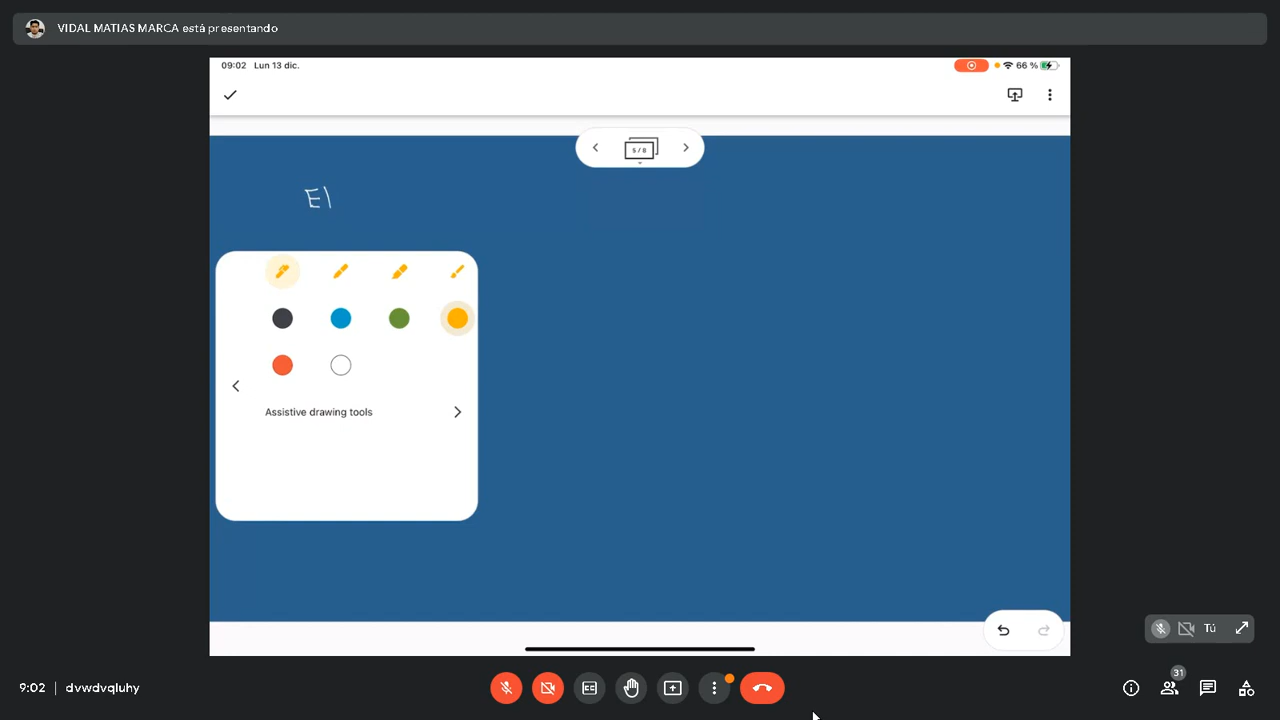 VIDAL MATIAS MARCA está presentando
09:02 Lun 13 dic.
66 %
5 / 8
El
Assistive drawing tools
Tú
31
9:02 | dvwdvqluhy